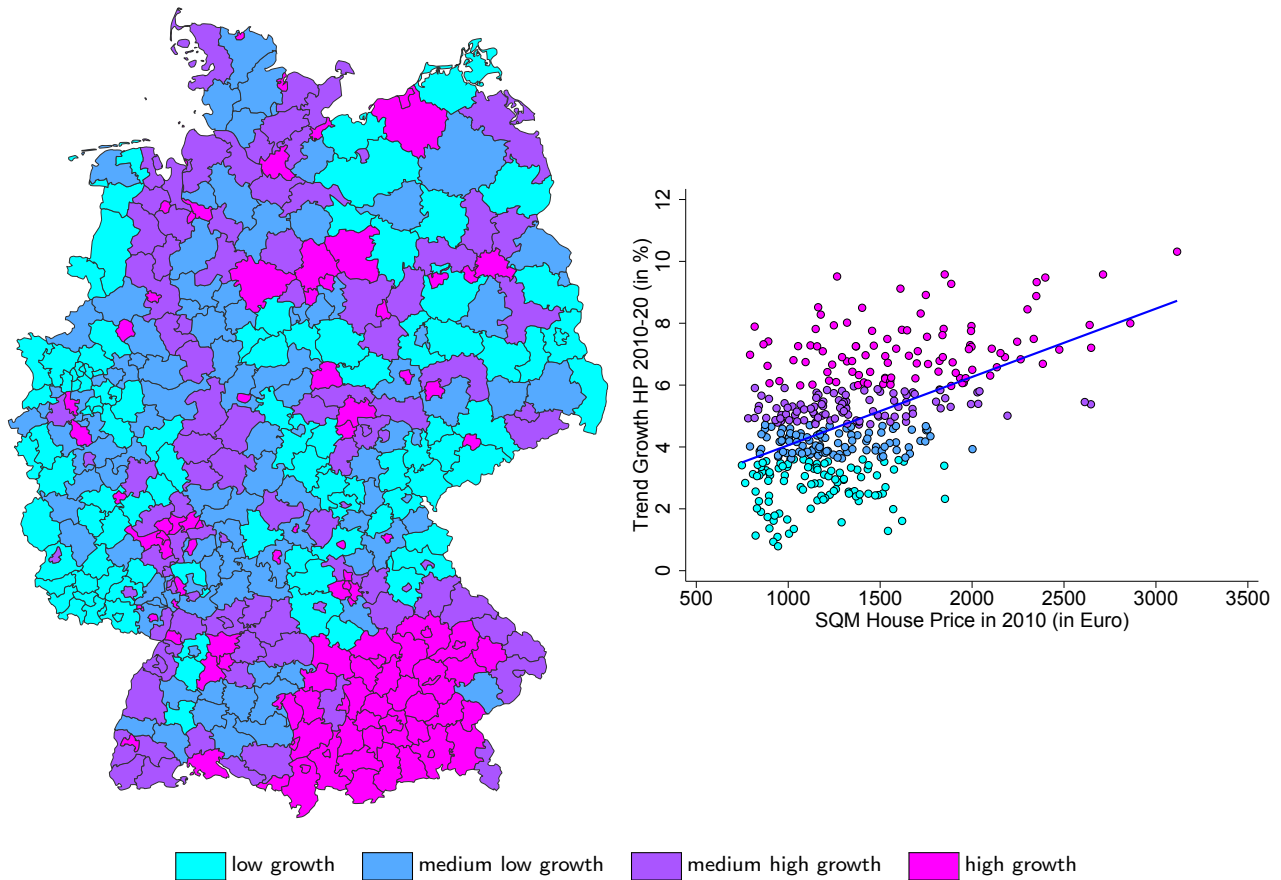 12
10
8
6
4
2
0
Trend Growth HP 2010-20 (in %)
500 1000 1500 2000 2500 3000 3500
SQM House Price in 2010 (in Euro)
low growth medium low growth medium high growth high growth